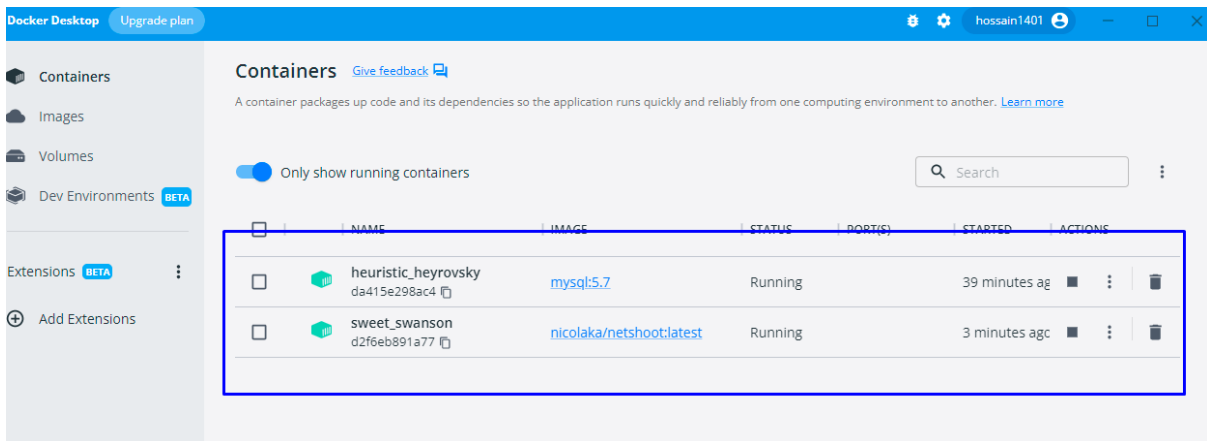 Docker Desktop Upgrade plan hossain1401
Containers
Images
Volumes
Dev Environments BETA
Extensions BETA
Add Extensions
Containers Give feedback
A container packages up code and its dependencies so the application runs quickly and reliably from one computing environment to another. Learn more
Only show running containers
Search
NAME IMAGE STATUS PORT(S) STARTED ACTIONS
heuristic_heyrovsky
da415e298ac4
mysql:5.7 Running 39 minutes ag
sweet_swanson
d2f6eb891a77
nicolaka/netshoot:latest Running 3 minutes ago